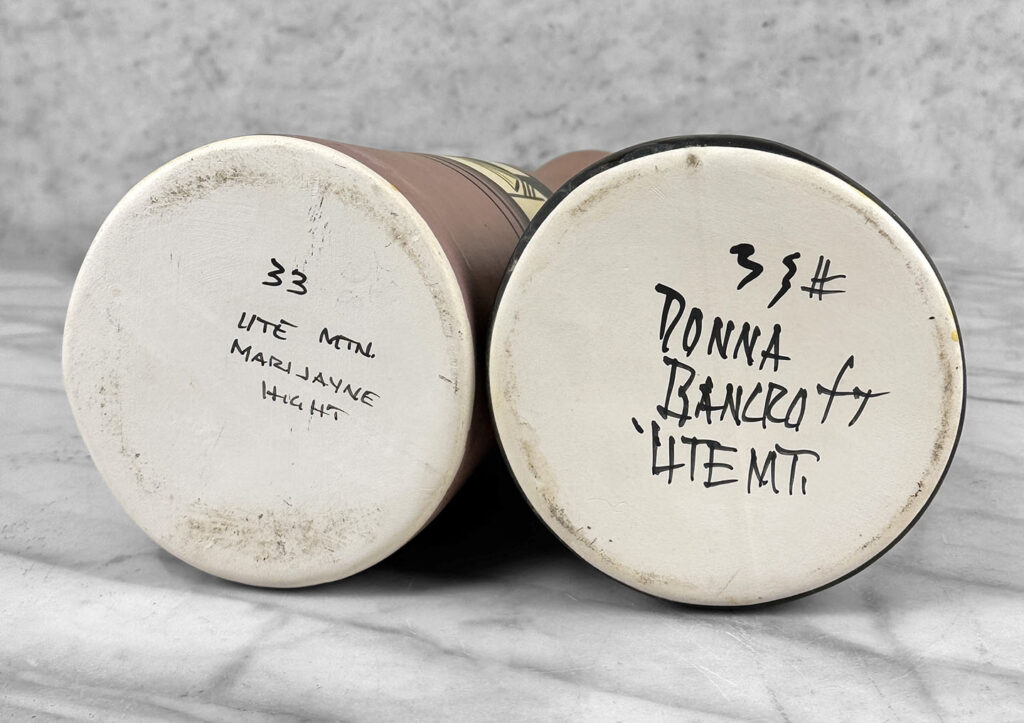 33
UTE MTN.
MARIJAYNE
HIGHT
33#
DONNA
BANCROFT
UTE MT.